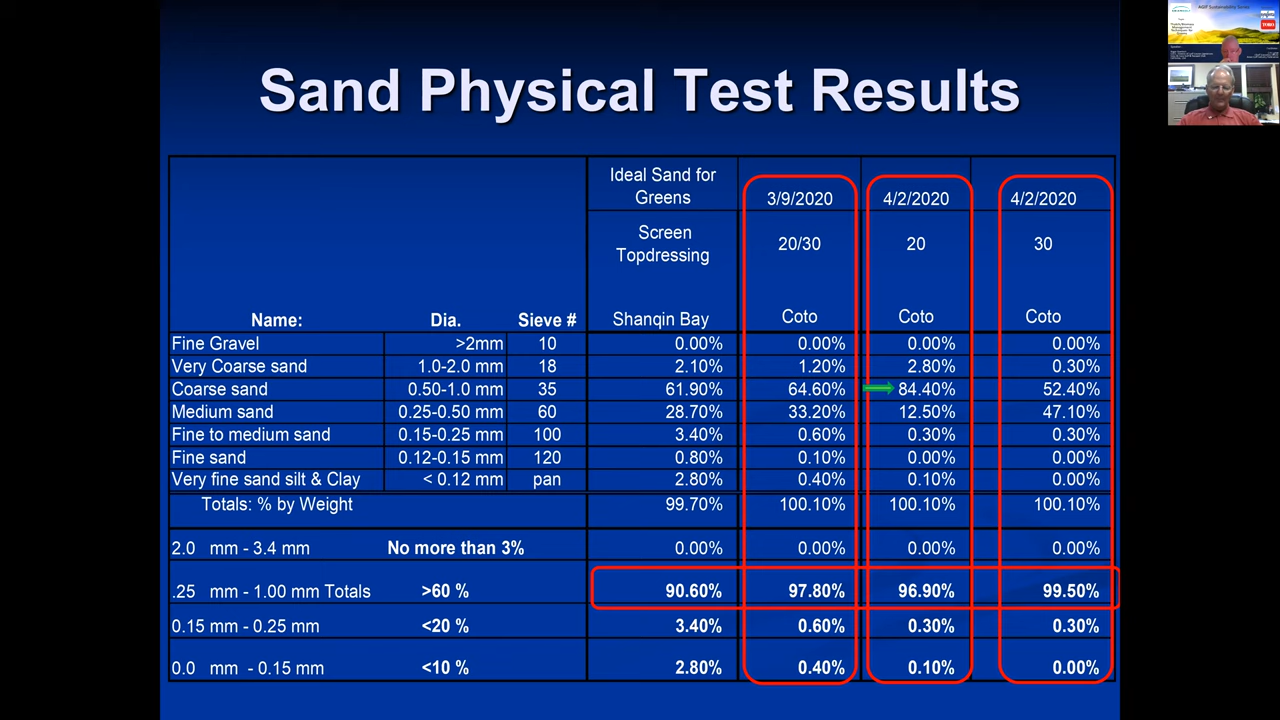 Sand Physical Test Results
Ideal Sand for Greens 3/9/2020 4/2/2020 4/2/2020
Screen Topdressing 20/30 20 30
Name: Dia. Sieve # Shanqin Bay Coto Coto Coto
Fine Gravel >2mm 10 0.00% 0.00% 0.00% 0.00%
Very Coarse sand 1.0-2.0 mm 18 2.10% 1.20% 2.80% 0.30%
Coarse sand 0.50-1.0 mm 35 61.90% 64.60% 84.40% 52.40%
Medium sand 0.25-0.50 mm 60 28.70% 33.20% 12.50% 47.10%
Fine to medium sand 0.15-0.25 mm 100 3.40% 0.60% 0.30% 0.30%
Fine sand 0.12-0.15 mm 120 0.80% 0.10% 0.00% 0.00%
Very fine sand silt & Clay < 0.12 mm pan 2.80% 0.40% 0.10% 0.00%
Totals: % by Weight 99.70% 100.10% 100.10% 100.10%
2.0 mm - 3.4 mm No more than 3% 0.00% 0.00% 0.00% 0.00%
.25 mm - 1.00 mm Totals >60 % 90.60% 97.80% 96.90% 99.50%
0.15 mm - 0.25 mm <20 % 3.40% 0.60% 0.30% 0.30%
0.0 mm - 0.15 mm <10 % 2.80% 0.40% 0.10% 0.00%
TORO